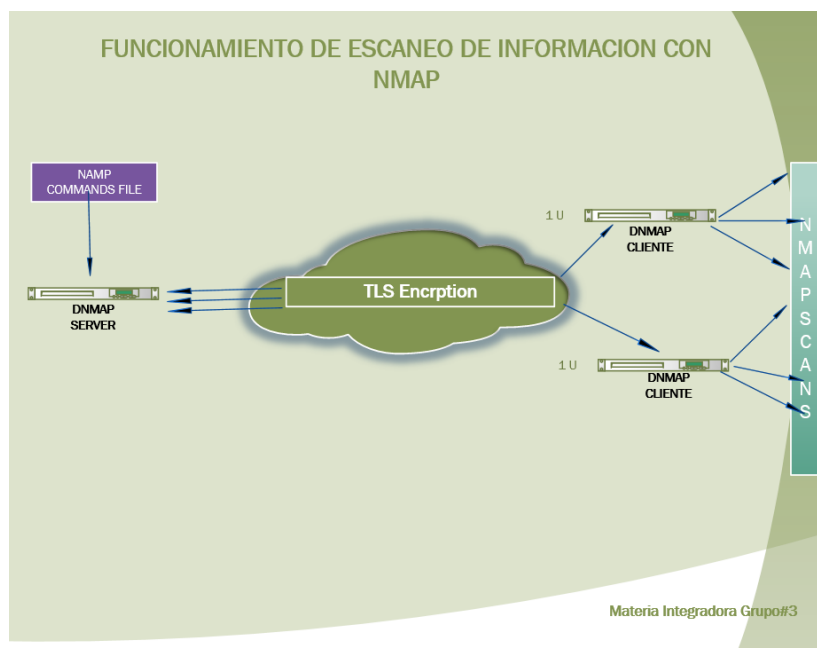 FUNCIONAMIENTO DE ESCANEO DE INFORMACION CON
NMAP
NAMP
COMMANDS FILE
1 U
DNMAP
CLIENTE
TLS Encrption
DNMAP
SERVER
1 U
DNMAP
CLIENTE
NMAPSCANS
Materia Integradora Grupo#3